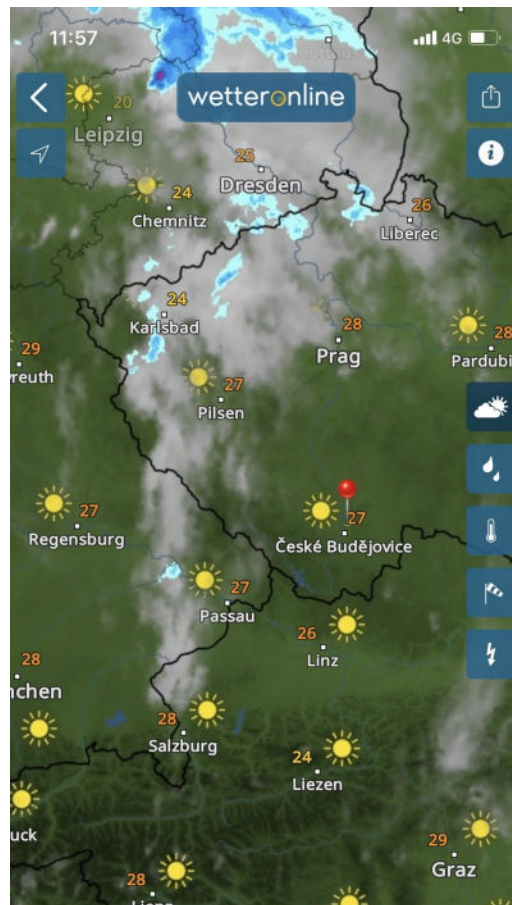 11:57
4G
Cottbus
wetteronline
20
Leipzig
25
Dresden
24
Chemnitz
26
Liberec
24
Karlsbad
28
Prag
28
Pardubi
29
yreuth
27
Pilsen
27
Regensburg
27
České Budějovice
27
Passau
26
Linz
28
nchen
28
Salzburg
24
Liezen
uck
29
Graz
28